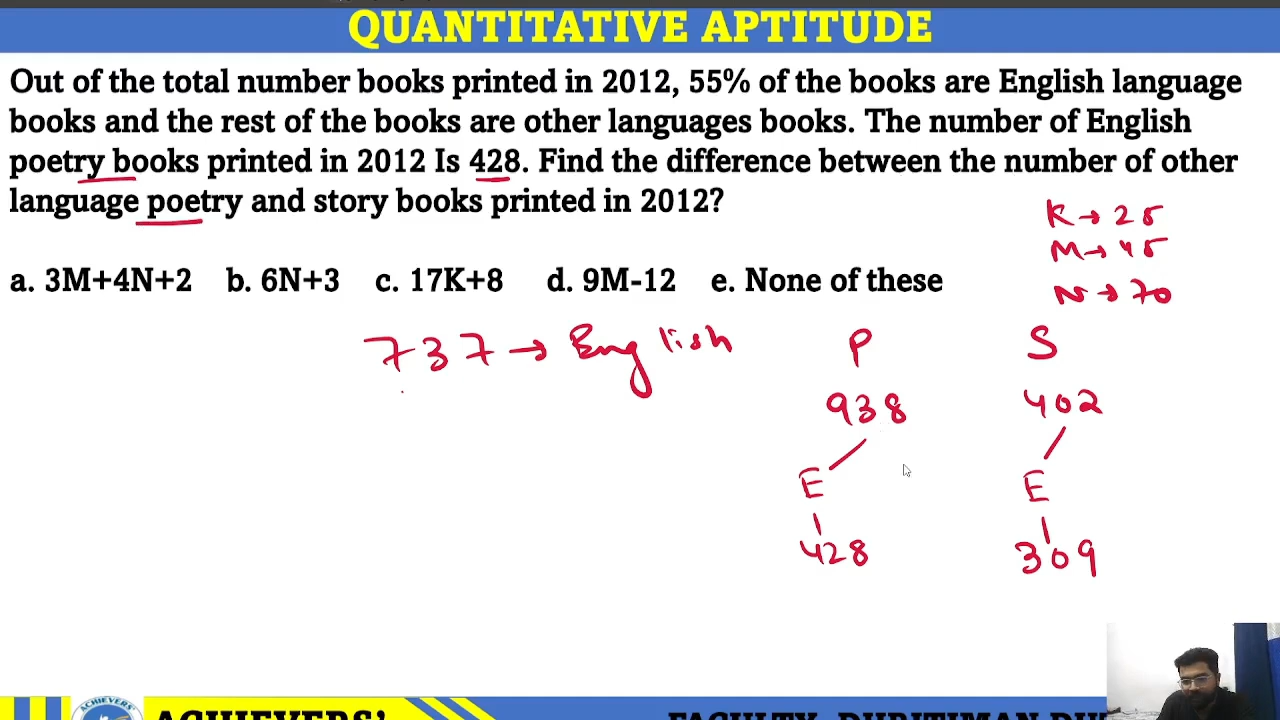 QUANTITATIVE APTITUDE
Out of the total number books printed in 2012, 55% of the books are English language
books and the rest of the books are other languages books. The number of English
poetry books printed in 2012 Is 428. Find the difference between the number of other
language poetry and story books printed in 2012?
K → 25
M → 45
N → 70
a. 3M+4N+2 b. 6N+3 c. 17K+8 d. 9M-12 e. None of these
737 → English
P S
938 402
E E
428 309
ACHIEVERS'